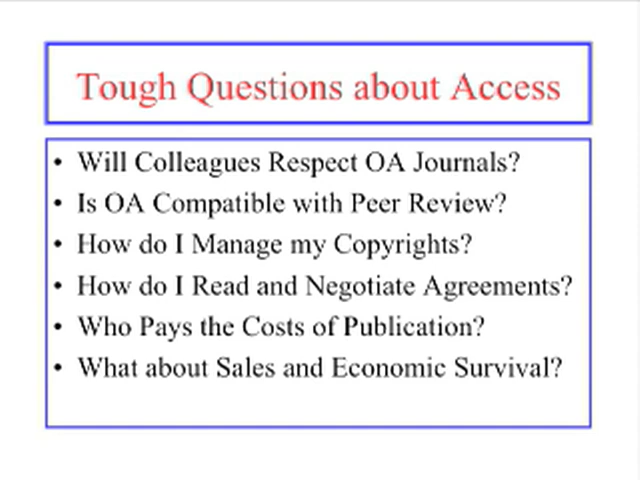 Tough Questions about Access
• Will Colleagues Respect OA Journals?
• Is OA Compatible with Peer Review?
• How do I Manage my Copyrights?
• How do I Read and Negotiate Agreements?
• Who Pays the Costs of Publication?
• What about Sales and Economic Survival?